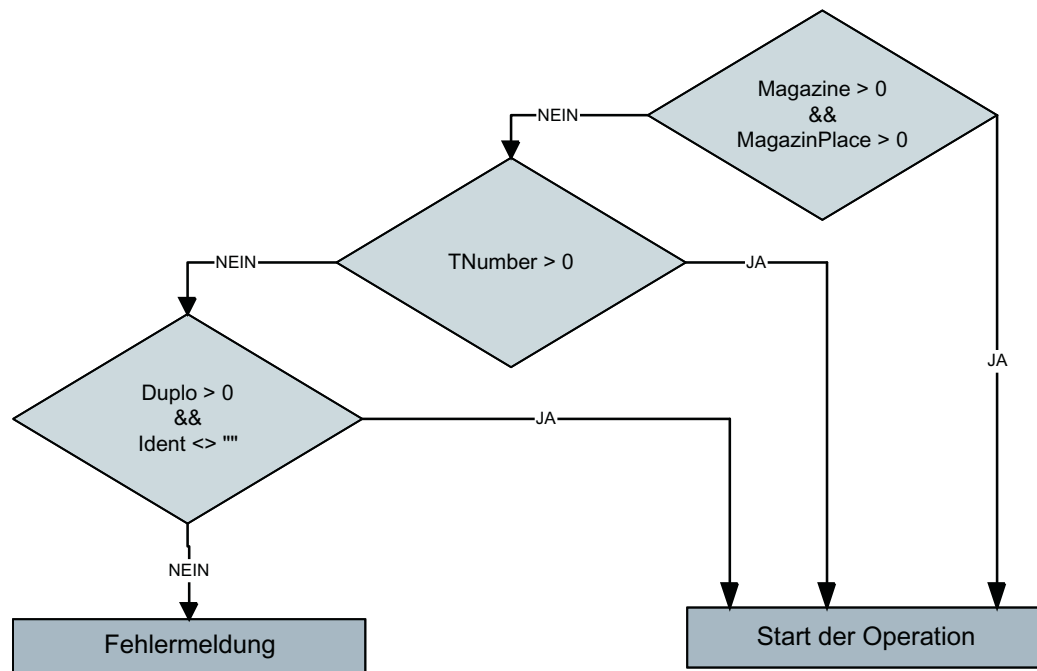 Magazine > 0
&&
MagazinPlace > 0
NEIN
TNumber > 0
NEIN
JA
JA
Duplo > 0
&&
Ident <> ""
JA
NEIN
Fehlermeldung
Start der Operation